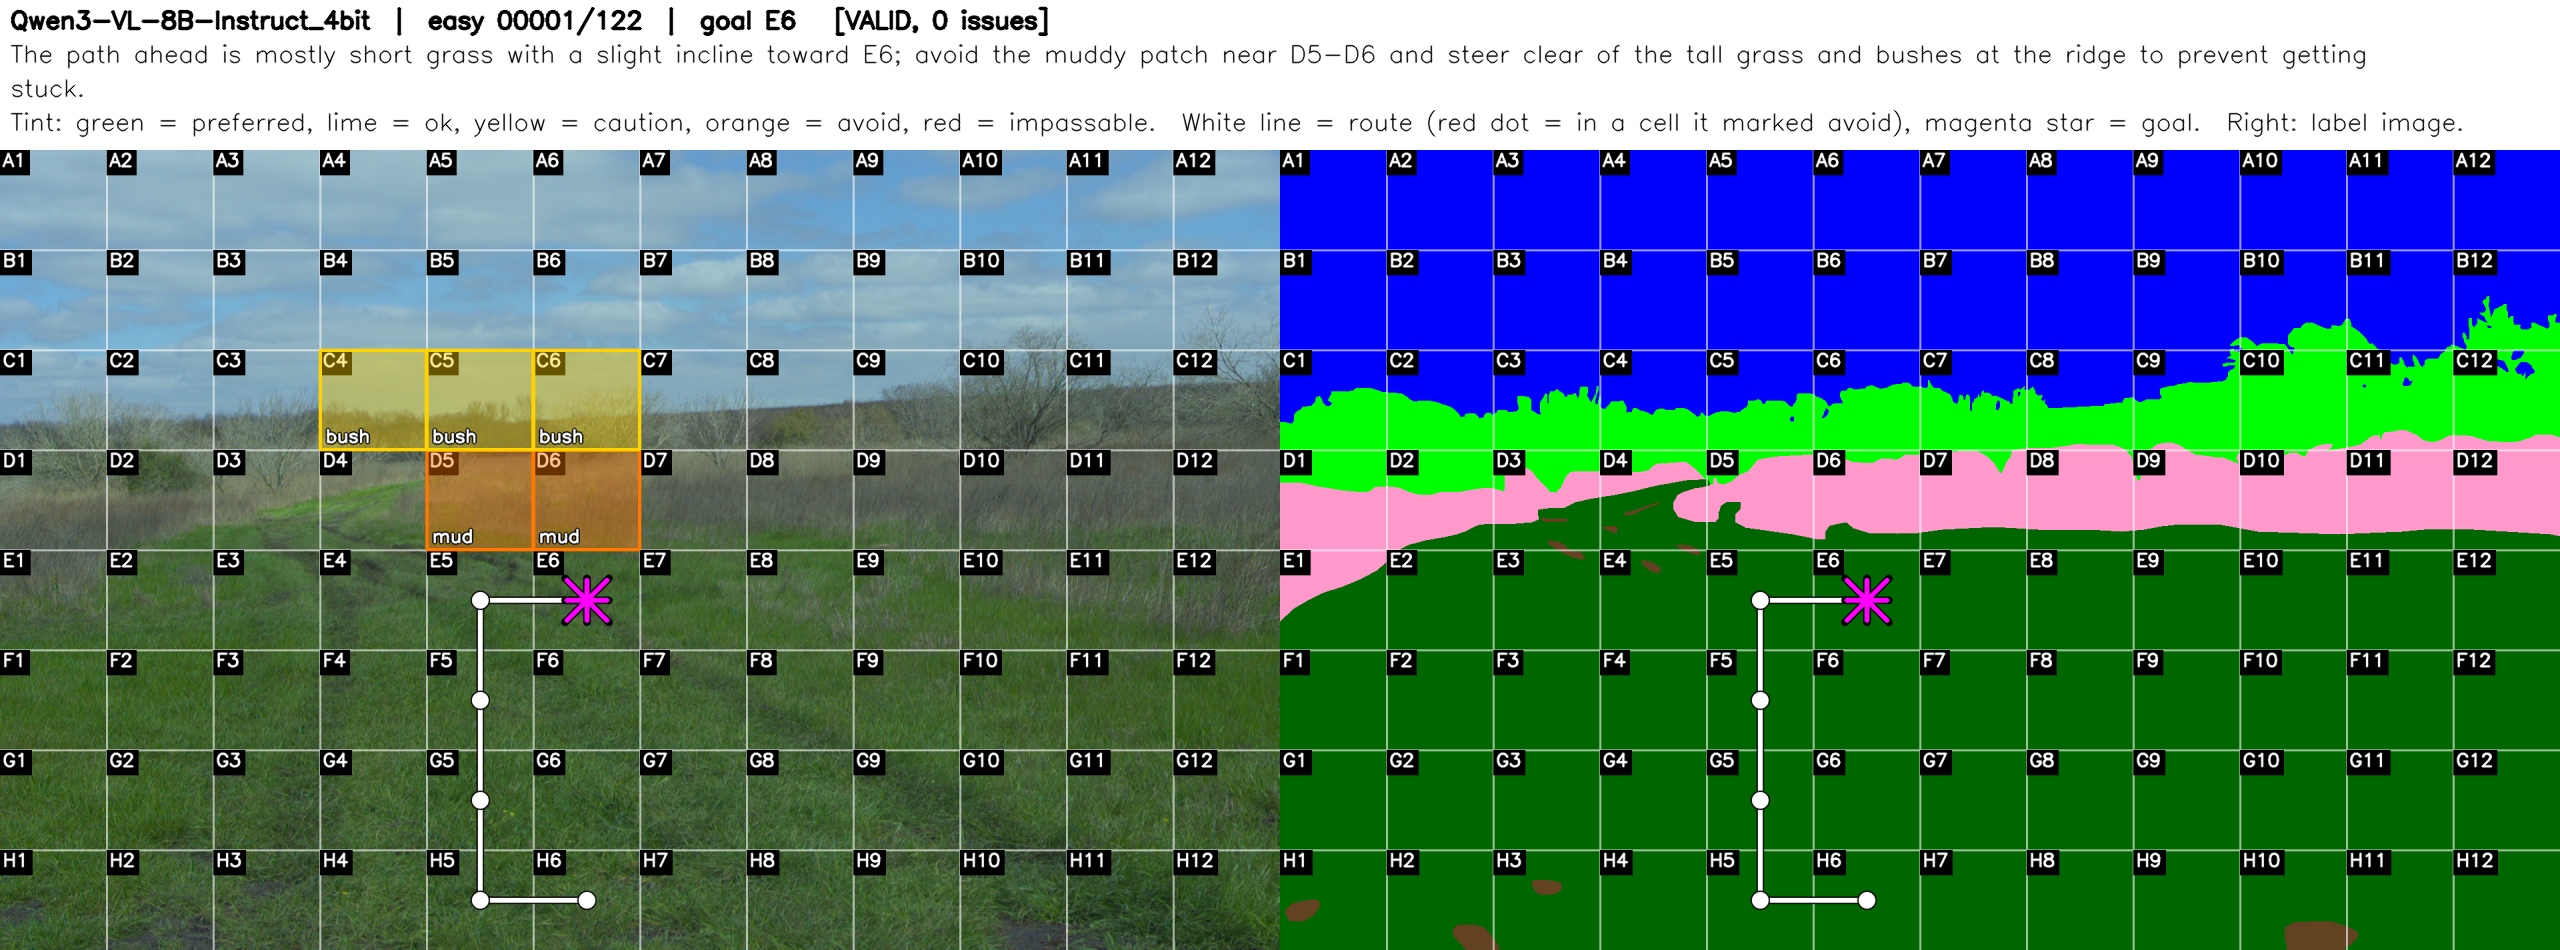 Qwen3-VL-8B-Instruct_4bit | easy 00001/122 | goal E6 [VALID, 0 issues]
The path ahead is mostly short grass with a slight incline toward E6; avoid the muddy patch near D5-D6 and steer clear of the tall grass and bushes at the ridge to prevent getting
stuck.
Tint: green = preferred, lime = ok, yellow = caution, orange = avoid, red = impassable. White line = route (red dot = in a cell it marked avoid), magenta star = goal. Right: label image.
A1 A2 A3 A4 A5 A6 A7 A8 A9 A10 A11 A12 A1 A2 A3 A4 A5 A6 A7 A8 A9 A10 A11 A12
B1 B2 B3 B4 B5 B6 B7 B8 B9 B10 B11 B12 B1 B2 B3 B4 B5 B6 B7 B8 B9 B10 B11 B12
C1 C2 C3 C4 C5 C6 C7 C8 C9 C10 C11 C12 C1 C2 C3 C4 C5 C6 C7 C8 C9 C10 C11 C12
bush bush bush
D1 D2 D3 D4 D5 D6 D7 D8 D9 D10 D11 D12 D1 D2 D3 D4 D5 D6 D7 D8 D9 D10 D11 D12
mud mud
E1 E2 E3 E4 E5 E6 E7 E8 E9 E10 E11 E12 E1 E2 E3 E4 E5 E6 E7 E8 E9 E10 E11 E12
F1 F2 F3 F4 F5 F6 F7 F8 F9 F10 F11 F12 F1 F2 F3 F4 F5 F6 F7 F8 F9 F10 F11 F12
G1 G2 G3 G4 G5 G6 G7 G8 G9 G10 G11 G12 G1 G2 G3 G4 G5 G6 G7 G8 G9 G10 G11 G12
H1 H2 H3 H4 H5 H6 H7 H8 H9 H10 H11 H12 H1 H2 H3 H4 H5 H6 H7 H8 H9 H10 H11 H12